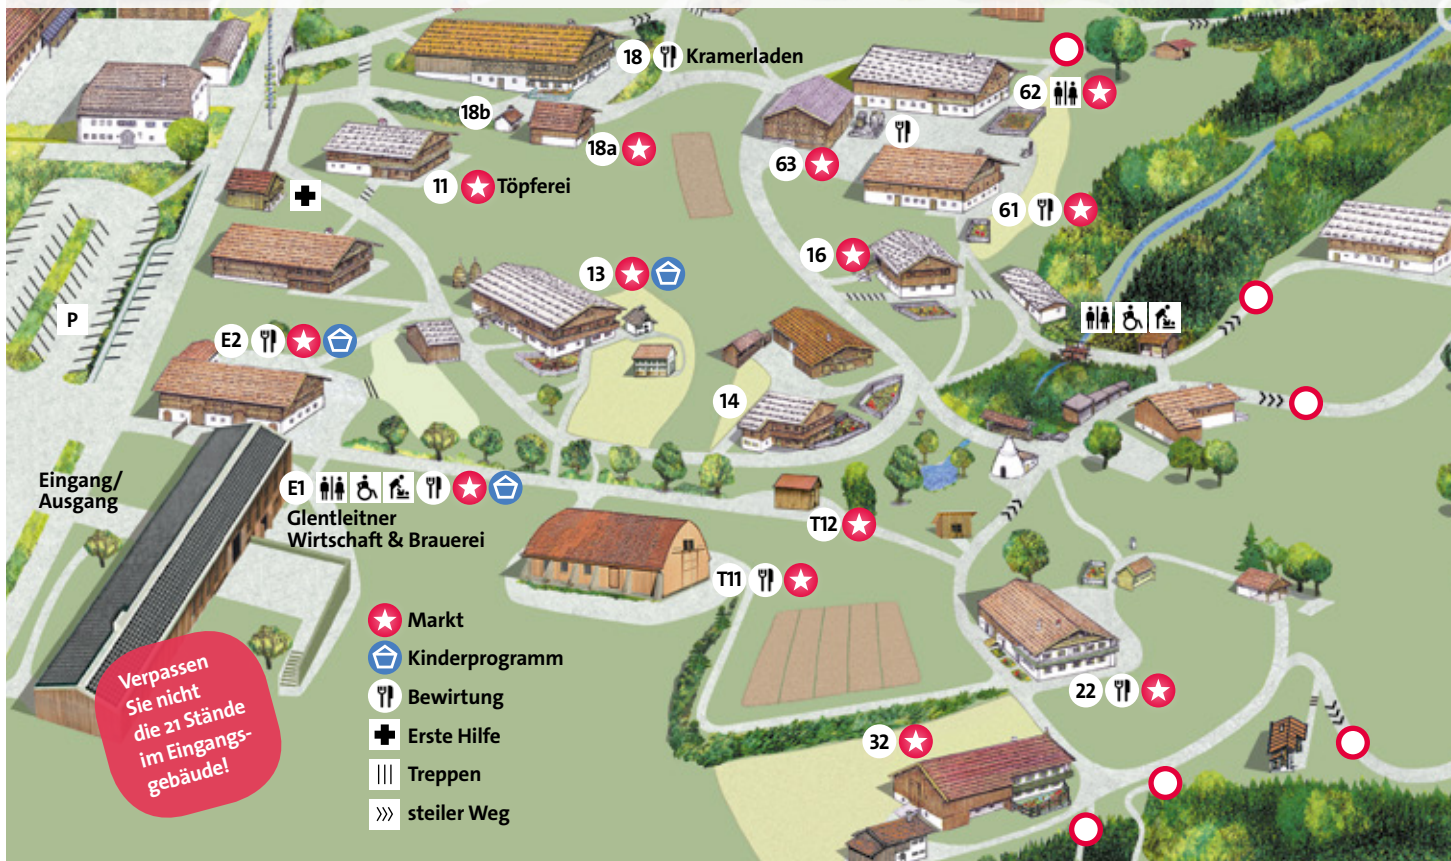 18 Kramerladen
62
18b
18a
63
11 Töpferei
61
16
13
P
E2
14
Eingang/
Ausgang
E1
Glentleitner
Wirtschaft & Brauerei
T12
T11
Markt
Kinderprogramm
Bewirtung
Erste Hilfe
Treppen
steiler Weg
Verpassen
Sie nicht
die 21 Stände
im Eingangs-
gebäude!
22
32